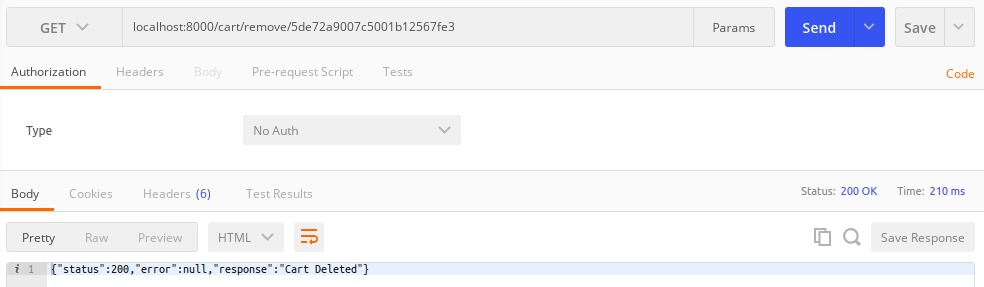 GET localhost:8000/cart/remove/5de72a9007c5001b12567fe3 Params Send Save
Authorization Headers Body Pre-request Script Tests Code
Type No Auth
Body Cookies Headers (6) Test Results Status: 200 OK Time: 210 ms
Pretty Raw Preview HTML Save Response
i 1 {"status":200,"error":null,"response":"Cart Deleted"}